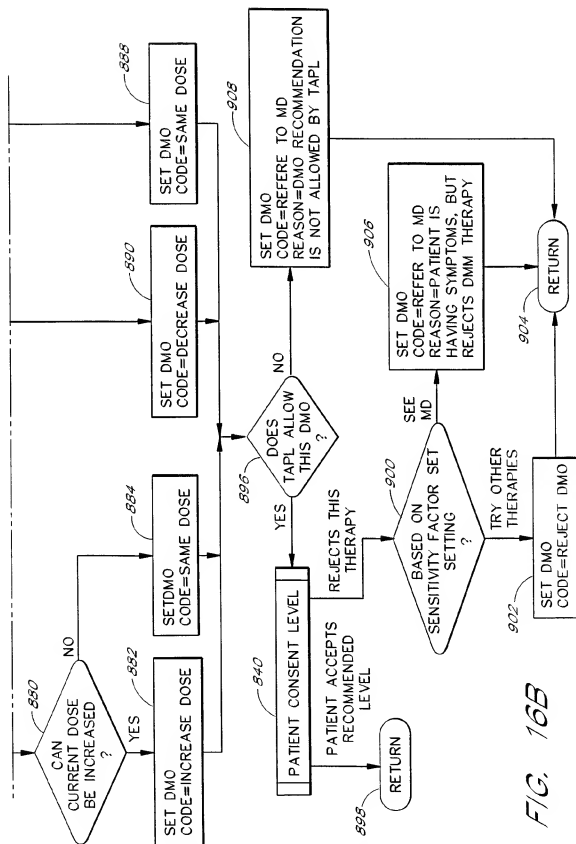 880
CAN
CURRENT DOSE
BE INCREASED
?
NO
YES
882
SET DMO
CODE=INCREASE DOSE
884
SETDMO
CODE=SAME DOSE
890
SET DMO
CODE=DECREASE DOSE
888
SET DMO
CODE=SAME DOSE
896
DOES
TAPL ALLOW
THIS DMO
?
NO
YES
908
SET DMO
CODE=REFERE TO MD
REASON=DMO RECOMMENDATION
IS NOT ALLOWED BY TAPL
840
PATIENT CONSENT LEVEL
PATIENT ACCEPTS
RECOMMENDED
LEVEL
REJECTS THIS
THERAPY
898
RETURN
900
BASED ON
SENSITIVITY FACTOR SET
SETTING
?
SEE
MD
TRY OTHER
THERAPIES
906
SET DMO
CODE=REFER TO MD
REASON=PATIENT IS
HAVING SYMPTOMS, BUT
REJECTS DMM THERAPY
902
SET DMO
CODE=REJECT DMO
904
RETURN
FIG. 16B